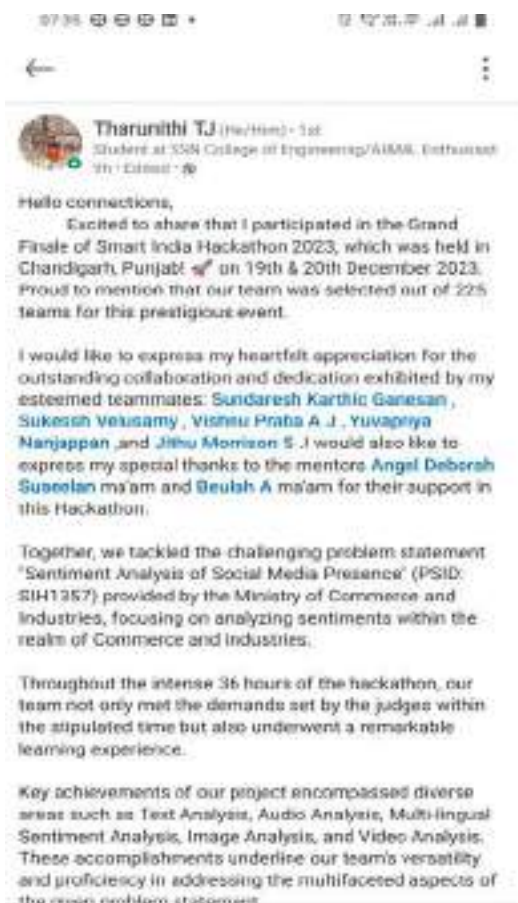 07:35
Tharunithi TJ (He/Him) • 1st
Student at SSN College of Engineering/AIML Enthusiast
9h • Edited •
Hello connections,
Excited to share that I participated in the Grand
Finale of Smart India Hackathon 2023, which was held in
Chandigarh, Punjab! 🚀 on 19th & 20th December 2023.
Proud to mention that our team was selected out of 225
teams for this prestigious event.
I would like to express my heartfelt appreciation for the
outstanding collaboration and dedication exhibited by my
esteemed teammates: Sundaresh Karthic Ganesan ,
Sukessh Velusamy , Vishnu Praba A J , Yuvapriya
Nanjappan ,and Jithu Morrison S .I would also like to
express my special thanks to the mentors Angel Deborah
Suseelan ma'am and Beulah A ma'am for their support in
this Hackathon.
Together, we tackled the challenging problem statement
"Sentiment Analysis of Social Media Presence" (PSID:
SIH1357) provided by the Ministry of Commerce and
Industries, focusing on analyzing sentiments within the
realm of Commerce and Industries.
Throughout the intense 36 hours of the hackathon, our
team not only met the demands set by the judges within
the stipulated time but also underwent a remarkable
learning experience.
Key achievements of our project encompassed diverse
areas such as Text Analysis, Audio Analysis, Multi-lingual
Sentiment Analysis, Image Analysis, and Video Analysis.
These accomplishments underline our team's versatility
and proficiency in addressing the multifaceted aspects of
the given problem statement.